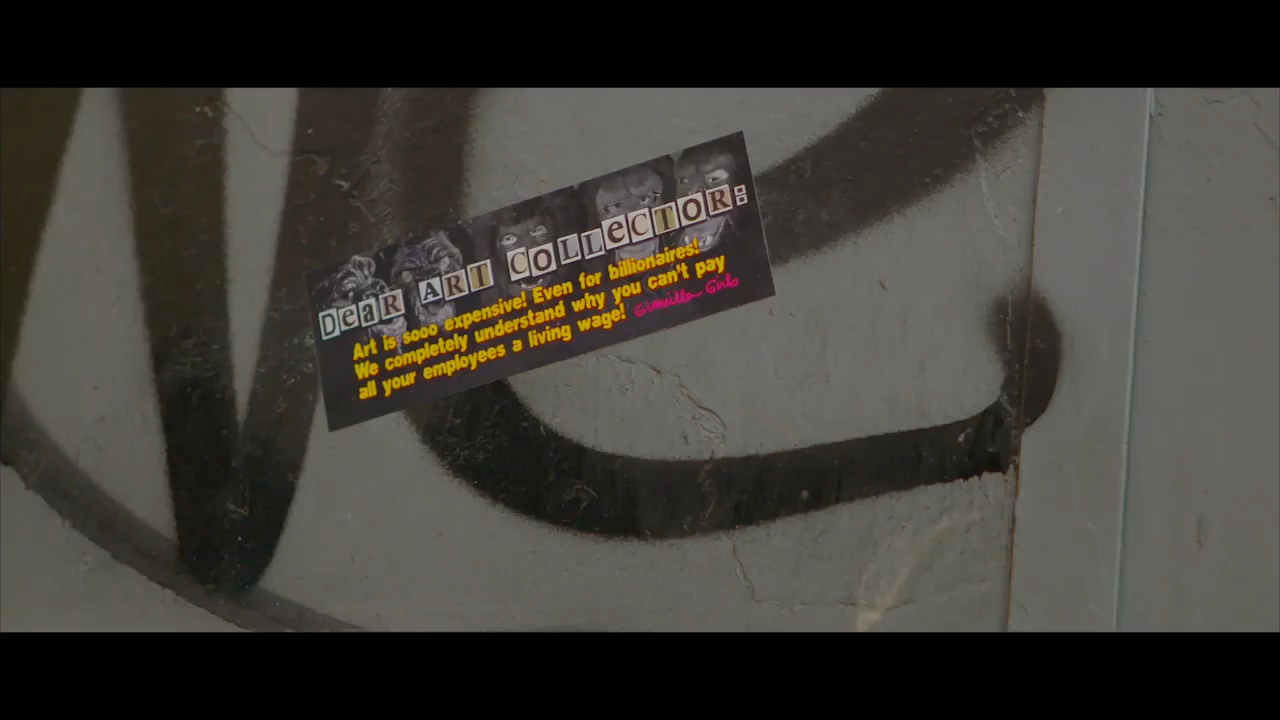 Dear ART COLLeCTOR:
Art is sooo expensive! Even for billionaires!
We completely understand why you can't pay
all your employees a living wage!
Guerilla Girls